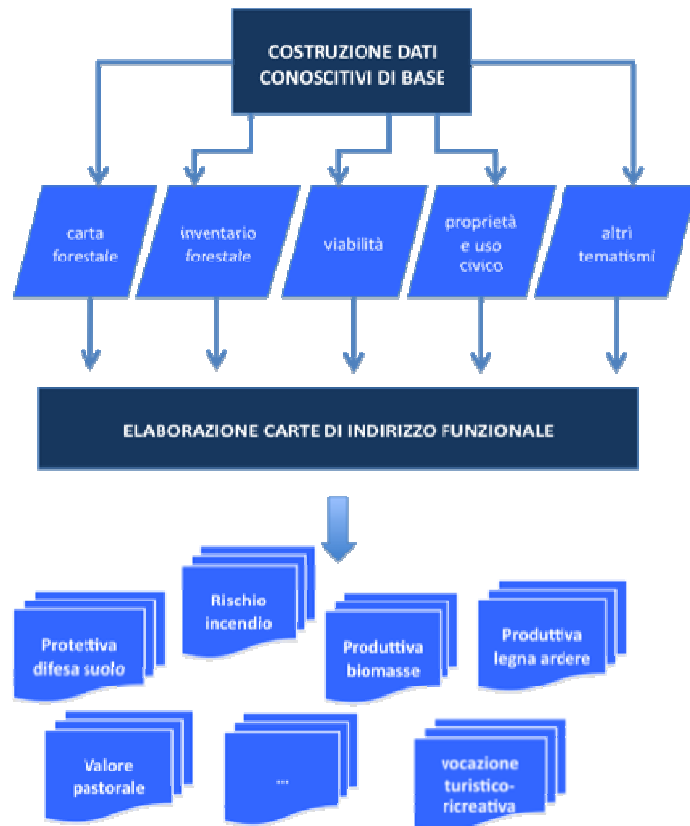 COSTRUZIONE DATI
CONOSCITIVI DI BASE
carta
forestale
inventario
forestale
viabilità
proprietà
e uso
civico
altri
tematismi
ELABORAZIONE CARTE DI INDIRIZZO FUNZIONALE
Rischio
incendio
Protettiva
difesa suolo
Produttiva
biomasse
Produttiva
legna ardere
Valore
pastorale
...
vocazione
turistico-
ricreativa